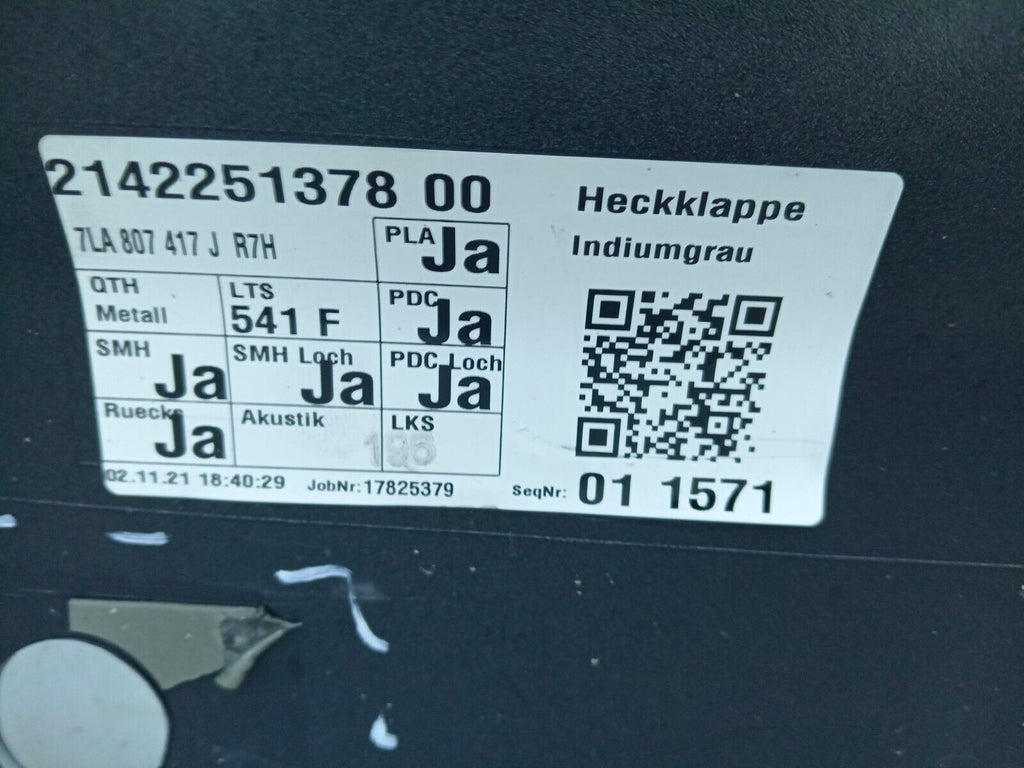 2142251378 00
Heckklappe
7LA 807 417 J R7H
PLA Ja
Indiumgrau
QTH
Metall
LTS
541 F
PDC
Ja
SMH
Ja
SMH Loch
Ja
PDC Loch
Ja
Ruecks
Ja
Akustik
LKS
195
02.11.21 18:40:29 JobNr:17825379
SeqNr: 01 1571